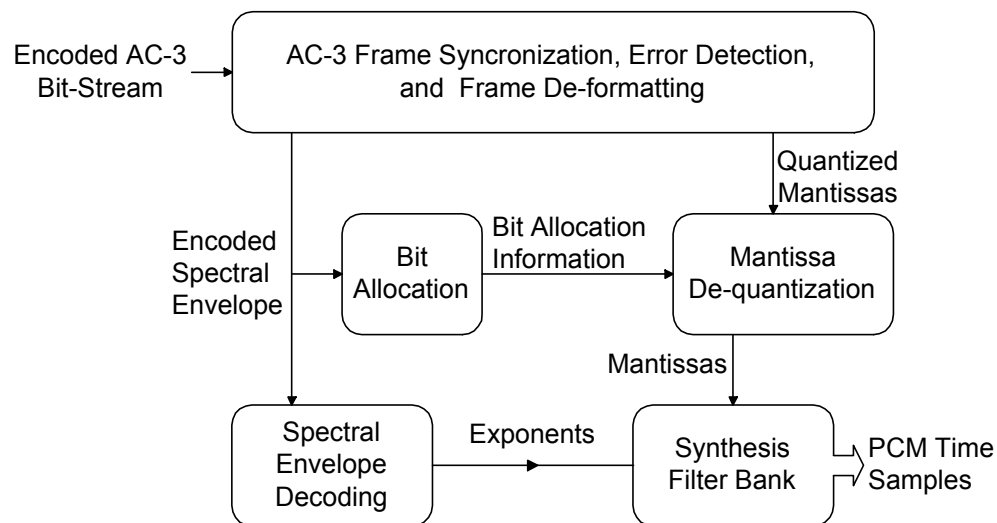 Encoded AC-3
Bit-Stream
AC-3 Frame Syncronization, Error Detection,
and Frame De-formatting
Quantized
Mantissas
Encoded
Spectral
Envelope
Bit
Allocation
Bit Allocation
Information
Mantissa
De-quantization
Mantissas
Spectral
Envelope
Decoding
Exponents
Synthesis
Filter Bank
PCM Time
Samples